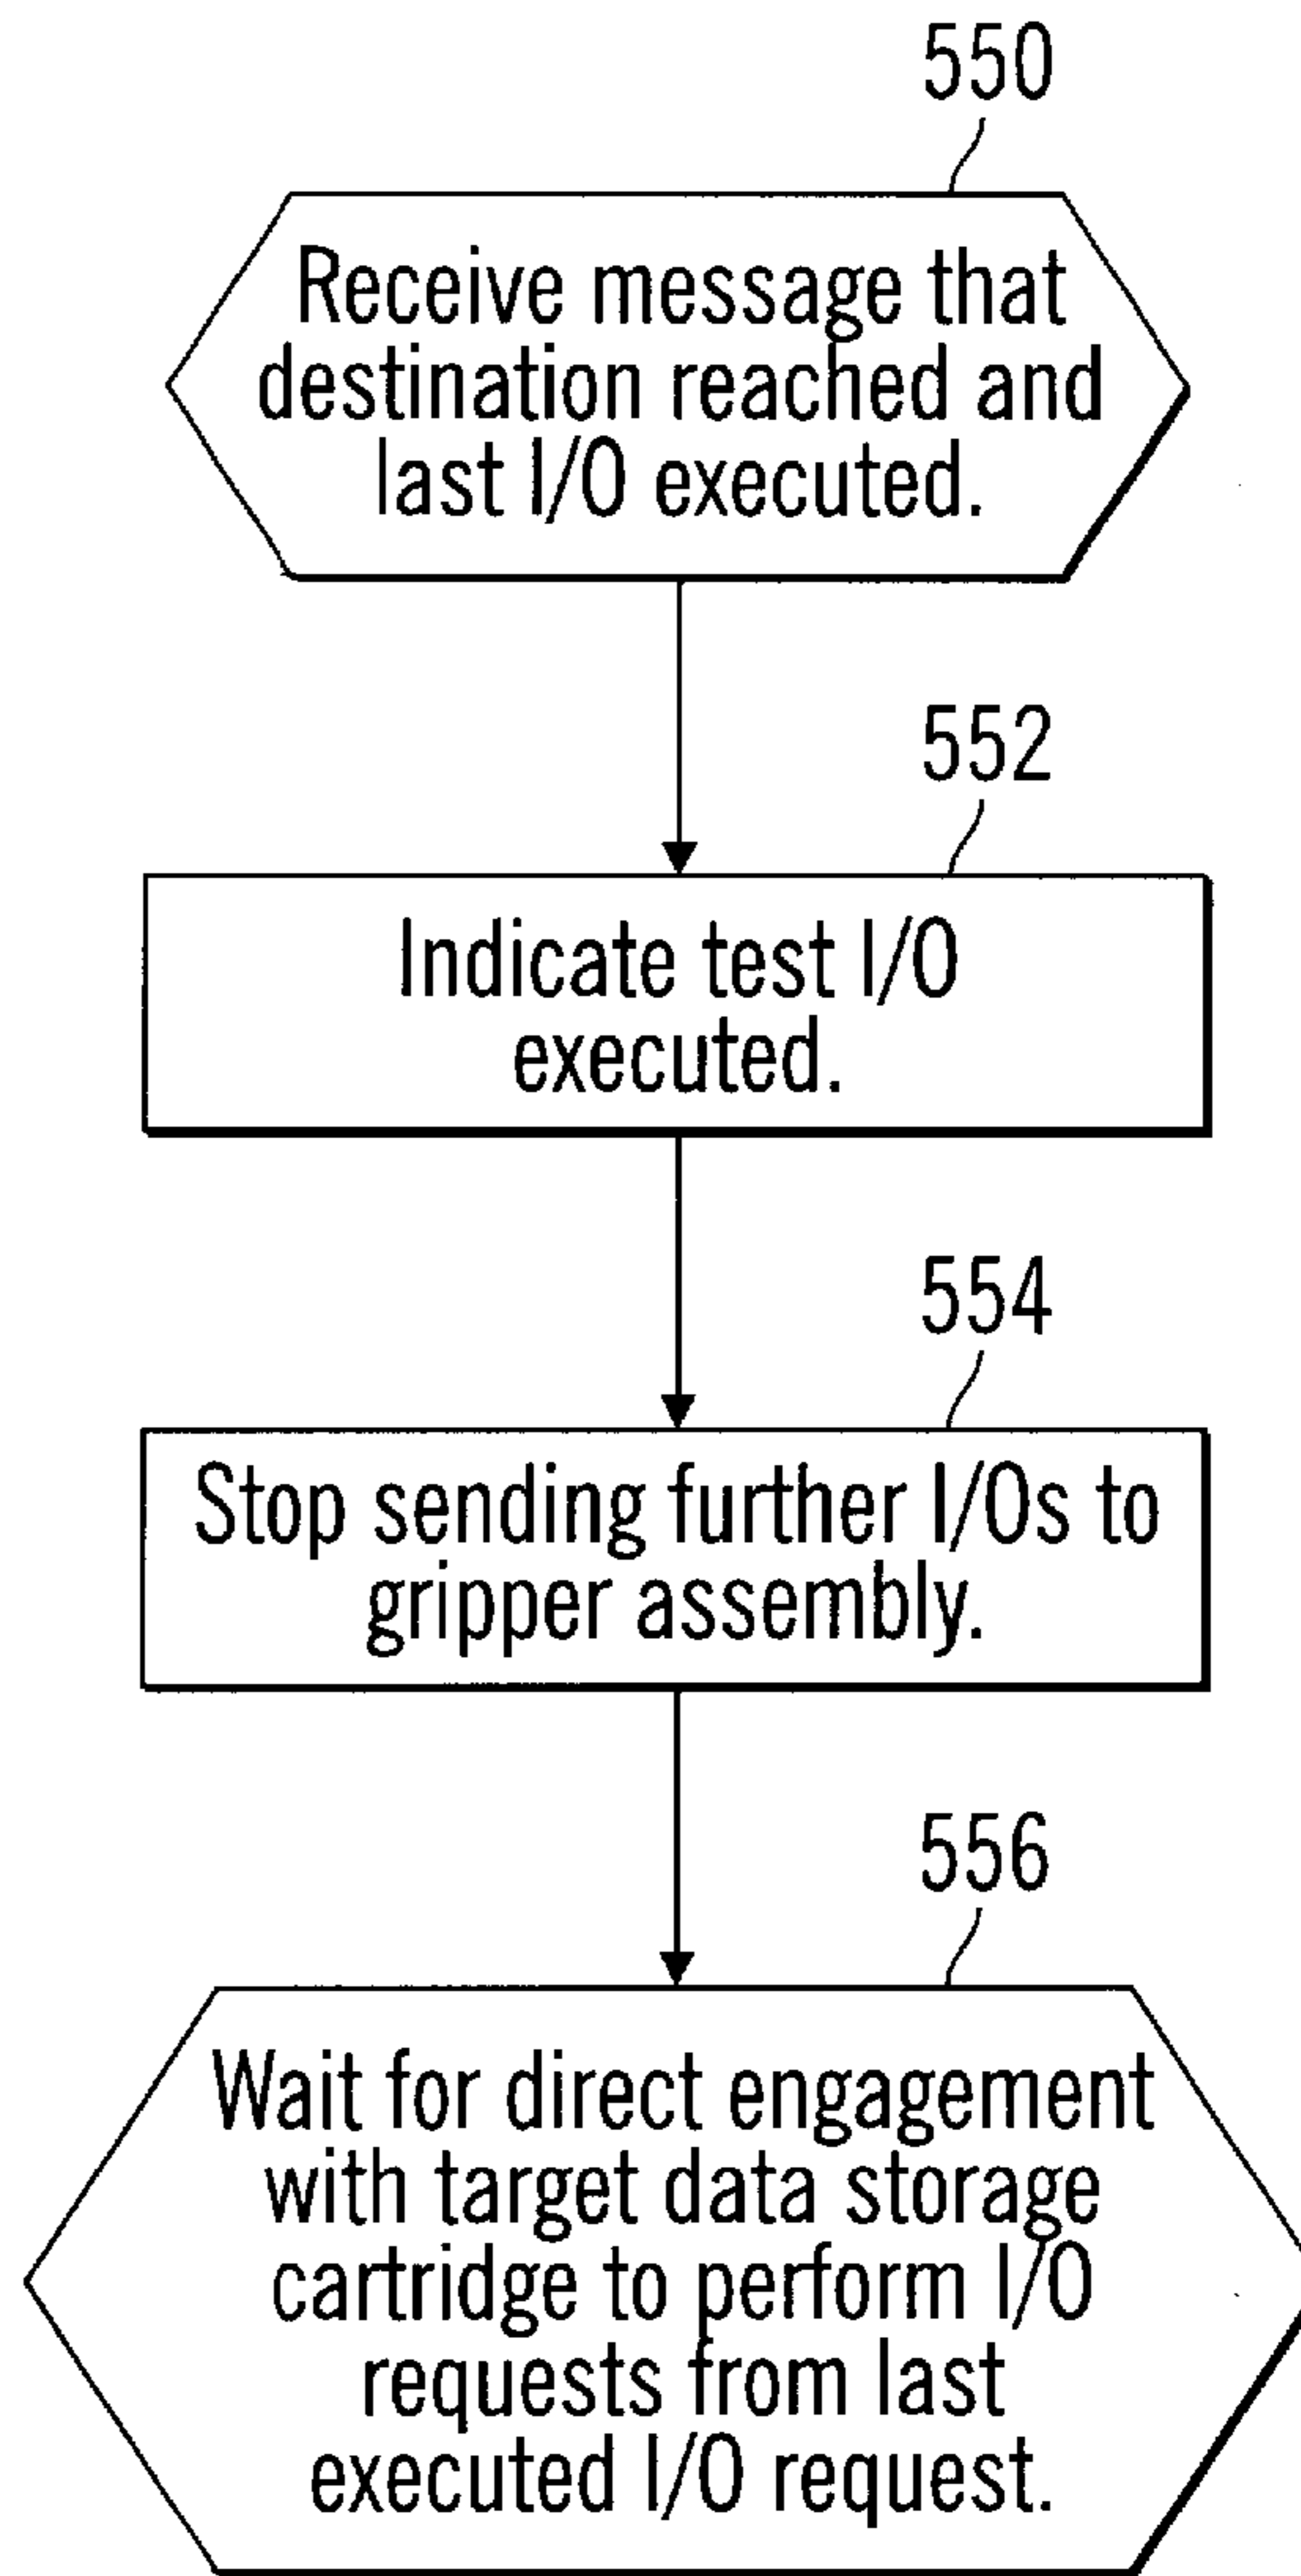 550
Receive message that
destination reached and
last I/O executed.
552
Indicate test I/O
executed.
554
Stop sending further I/Os to
gripper assembly.
556
Wait for direct engagement
with target data storage
cartridge to perform I/O
requests from last
executed I/O request.